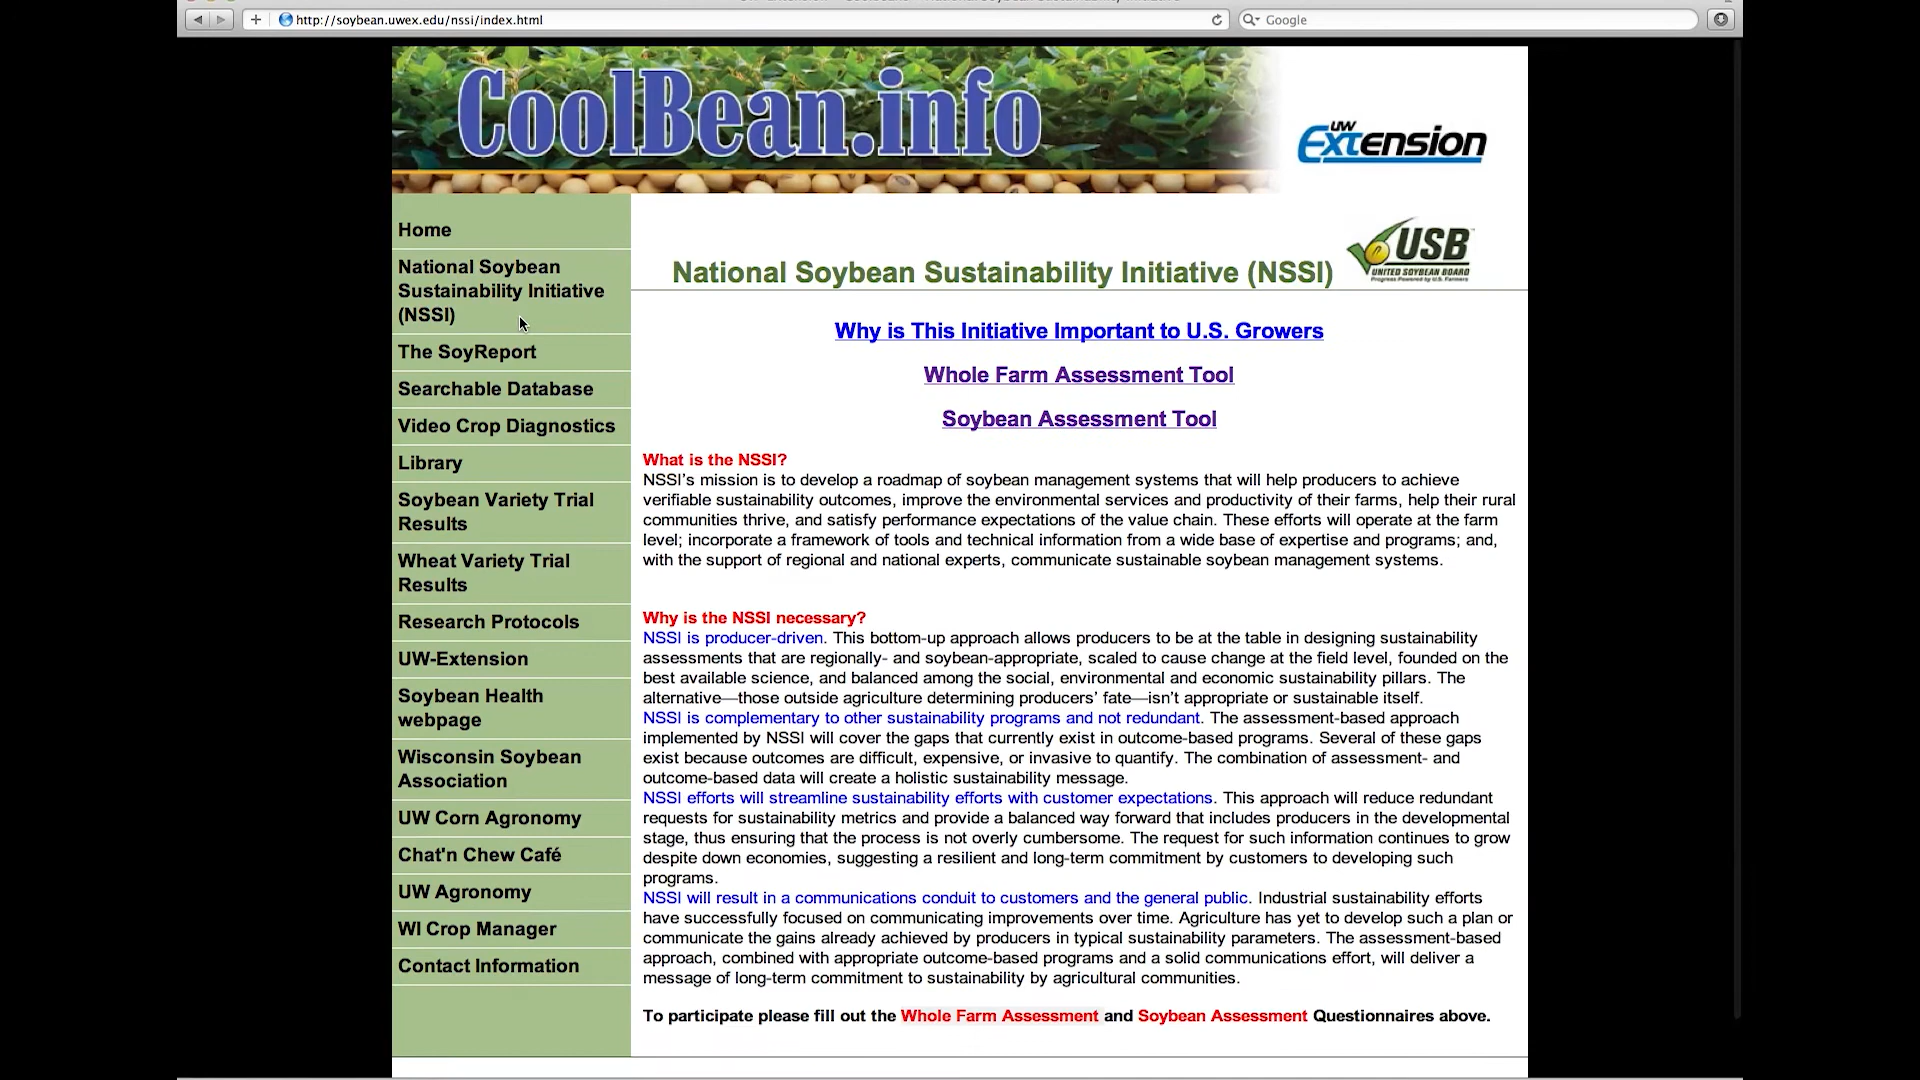 http://soybean.uwex.edu/nssi/index.html
Google
CoolBean.info
UW
Extension
Home
National Soybean
Sustainability Initiative
(NSSI)
The SoyReport
Searchable Database
Video Crop Diagnostics
Library
Soybean Variety Trial
Results
Wheat Variety Trial
Results
Research Protocols
UW-Extension
Soybean Health
webpage
Wisconsin Soybean
Association
UW Corn Agronomy
Chat'n Chew Café
UW Agronomy
WI Crop Manager
Contact Information
National Soybean Sustainability Initiative (NSSI)
USB
UNITED SOYBEAN BOARD
Progress Powered by U.S. Farmers
Why is This Initiative Important to U.S. Growers
Whole Farm Assessment Tool
Soybean Assessment Tool
What is the NSSI?
NSSI's mission is to develop a roadmap of soybean management systems that will help producers to achieve
verifiable sustainability outcomes, improve the environmental services and productivity of their farms, help their rural
communities thrive, and satisfy performance expectations of the value chain. These efforts will operate at the farm
level; incorporate a framework of tools and technical information from a wide base of expertise and programs; and,
with the support of regional and national experts, communicate sustainable soybean management systems.
Why is the NSSI necessary?
NSSI is producer-driven. This bottom-up approach allows producers to be at the table in designing sustainability
assessments that are regionally- and soybean-appropriate, scaled to cause change at the field level, founded on the
best available science, and balanced among the social, environmental and economic sustainability pillars. The
alternative—those outside agriculture determining producers' fate—isn't appropriate or sustainable itself.
NSSI is complementary to other sustainability programs and not redundant. The assessment-based approach
implemented by NSSI will cover the gaps that currently exist in outcome-based programs. Several of these gaps
exist because outcomes are difficult, expensive, or invasive to quantify. The combination of assessment- and
outcome-based data will create a holistic sustainability message.
NSSI efforts will streamline sustainability efforts with customer expectations. This approach will reduce redundant
requests for sustainability metrics and provide a balanced way forward that includes producers in the developmental
stage, thus ensuring that the process is not overly cumbersome. The request for such information continues to grow
despite down economies, suggesting a resilient and long-term commitment by customers to developing such
programs.
NSSI will result in a communications conduit to customers and the general public. Industrial sustainability efforts
have successfully focused on communicating improvements over time. Agriculture has yet to develop such a plan or
communicate the gains already achieved by producers in typical sustainability parameters. The assessment-based
approach, combined with appropriate outcome-based programs and a solid communications effort, will deliver a
message of long-term commitment to sustainability by agricultural communities.
To participate please fill out the Whole Farm Assessment and Soybean Assessment Questionnaires above.